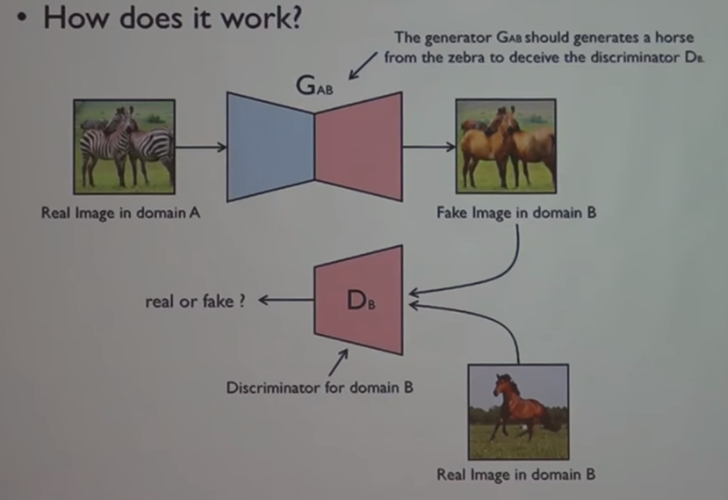 • How does it work?
The generator GAB should generates a horse
from the zebra to deceive the discriminator DB.
GAB
Real Image in domain A
Fake Image in domain B
real or fake ?
DB
Discriminator for domain B
Real Image in domain B